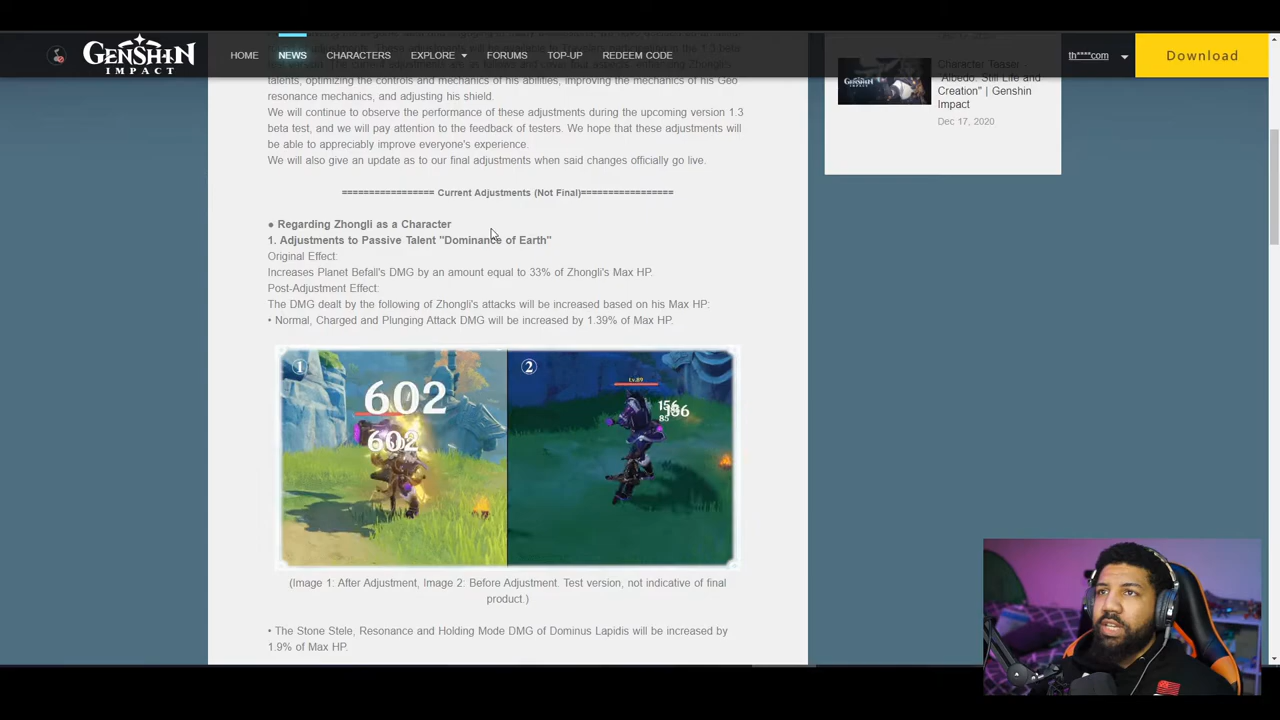 GENSHIN
IMPACT
HOME
NEWS
CHARACTERS
EXPLORE
FORUMS
TOP-UP
REDEEM CODE
th****com
Download
talents, optimizing the controls and mechanics of his abilities, improving the mechanics of his Geo
resonance mechanics, and adjusting his shield.
We will continue to observe the performance of these adjustments during the upcoming version 1.3
beta test, and we will pay attention to the feedback of testers. We hope that these adjustments will
be able to appreciably improve everyone's experience.
We will also give an update as to our final adjustments when said changes officially go live.
================= Current Adjustments (Not Final)=================
● Regarding Zhongli as a Character
1. Adjustments to Passive Talent "Dominance of Earth"
Original Effect:
Increases Planet Befall's DMG by an amount equal to 33% of Zhongli's Max HP.
Post-Adjustment Effect:
The DMG dealt by the following of Zhongli's attacks will be increased based on his Max HP:
• Normal, Charged and Plunging Attack DMG will be increased by 1.39% of Max HP.
1
602
602
2
Lv.89
156
166
85
(Image 1: After Adjustment, Image 2: Before Adjustment. Test version, not indicative of final
product.)
• The Stone Stele, Resonance and Holding Mode DMG of Dominus Lapidis will be increased by
1.9% of Max HP.
GENSHIN
Character Teaser
"Albedo: Still Life and
Creation" | Genshin
Impact
Dec 17, 2020